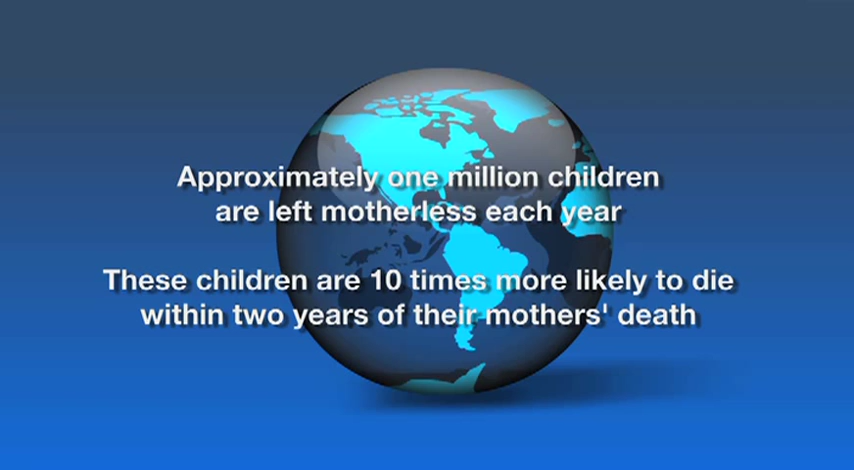 Approximately one million children
are left motherless each year
These children are 10 times more likely to die
within two years of their mothers' death